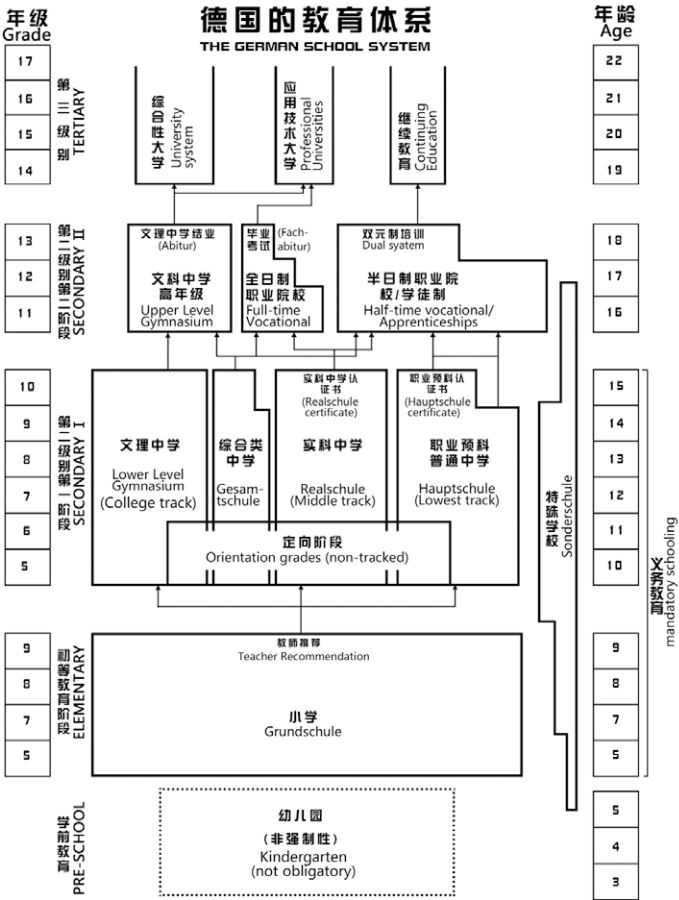 年级
Grade
德国的教育体系
THE GERMAN SCHOOL SYSTEM
年龄
Age
17
16
15
14
第三级别
TERTIARY
综合性大学
University
system
应用技术大学
Professional
Universities
继续教育
Continuing
Education
22
21
20
19
13
12
11
第二级别第二阶段
SECONDARY II
文理中学结业
(Abitur)
文科中学
高年级
Upper Level
Gymnasium
毕业
考试
(Fach-
abitur)
全日制
职业院校
Full-time
Vocational
双元制培训
Dual syatem
半日制职业院
校/学徒制
Half-time vocational/
Apprenticeships
18
17
16
10
9
8
7
6
5
第二级别第一阶段
SECONDARY I
文理中学
Lower Level
Gymnasium
(College track)
综合类
中学
Gesam-
tschule
实科中学认
证书
(Realschule
certificate)
实科中学
Realschule
(Middle track)
职业预科认
证书
(Hauptschule
certificate)
职业预科
普通中学
Hauptschule
(Lowest track)
定向阶段
Orientation grades (non-tracked)
特殊学校
Sonderschule
15
14
13
12
11
10
义务教育
mandatory schooling
9
8
7
5
初等教育阶段
ELEMENTARY
教师推荐
Teacher Recommendation
小学
Grundschule
9
8
7
5
学前教育
PRE-SCHOOL
幼儿园
(非强制性)
Kindergarten
(not obligatory)
5
4
3